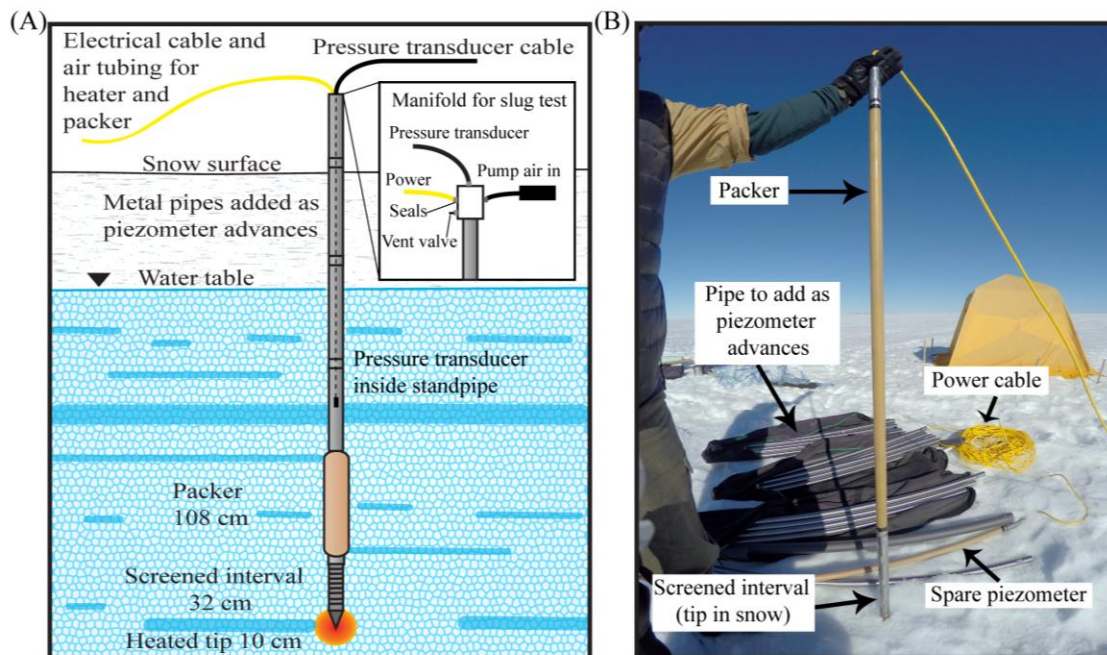 (A)
Electrical cable and
air tubing for
heater and
packer
Pressure transducer cable
Manifold for slug test
Pressure transducer
Pump air in
Power
Seals
Vent valve
Snow surface
Metal pipes added as
piezometer advances
Water table
Pressure transducer
inside standpipe
Packer
108 cm
Screened interval
32 cm
Heated tip 10 cm
(B)
Packer
Pipe to add as
piezometer
advances
Power cable
Screened interval
(tip in snow)
Spare piezometer